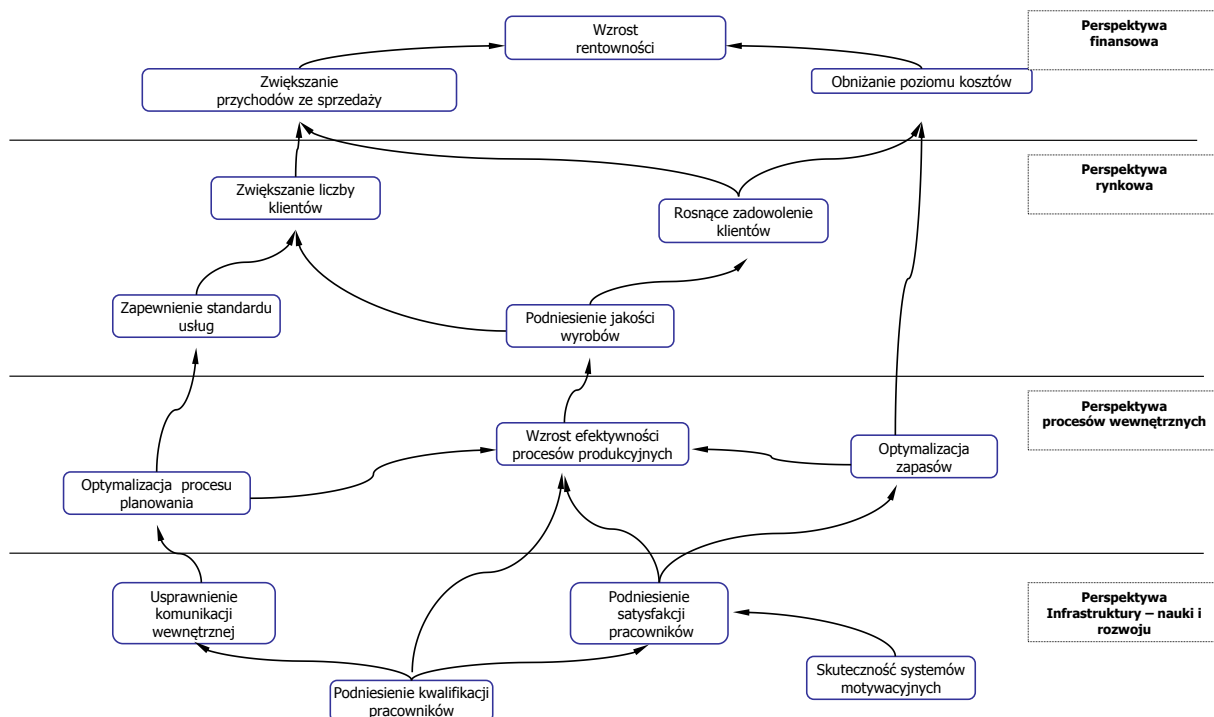 Wzrost
rentowności
Perspektywa
finansowa
Zwiększanie
przychodów ze sprzedaży
Obniżanie poziomu kosztów
Zwiększanie liczby
klientów
Rosnące zadowolenie
klientów
Perspektywa
rynkowa
Zapewnienie standardu
usług
Podniesienie jakości
wyrobów
Wzrost efektywności
procesów produkcyjnych
Optymalizacja
zapasów
Perspektywa
procesów wewnętrznych
Optymalizacja procesu
planowania
Usprawnienie
komunikacji
wewnętrznej
Podniesienie
satysfakcji
pracowników
Perspektywa
Infrastruktury – nauki i
rozwoju
Podniesienie kwalifikacji
pracowników
Skuteczność systemów
motywacyjnych